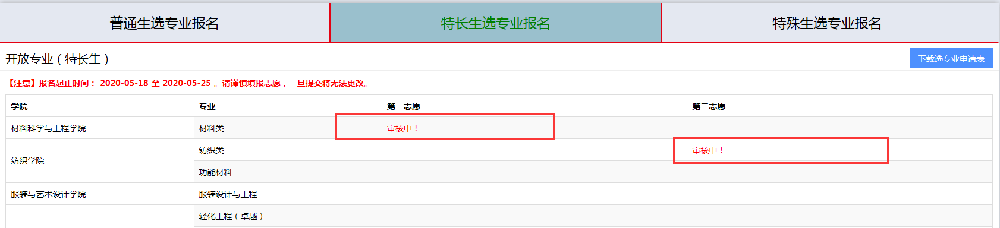 普通生选专业报名 特长生选专业报名 特殊生选专业报名
开放专业（特长生） 下载选专业申请表
【注意】报名起止时间： 2020-05-18 至 2020-05-25 。请谨慎填报志愿，一旦提交将无法更改。
学院 专业 第一志愿 第二志愿
材料科学与工程学院 材料类 审核中！
纺织学院 纺织类 审核中！
功能材料
服装与艺术设计学院 服装设计与工程
轻化工程（卓越）